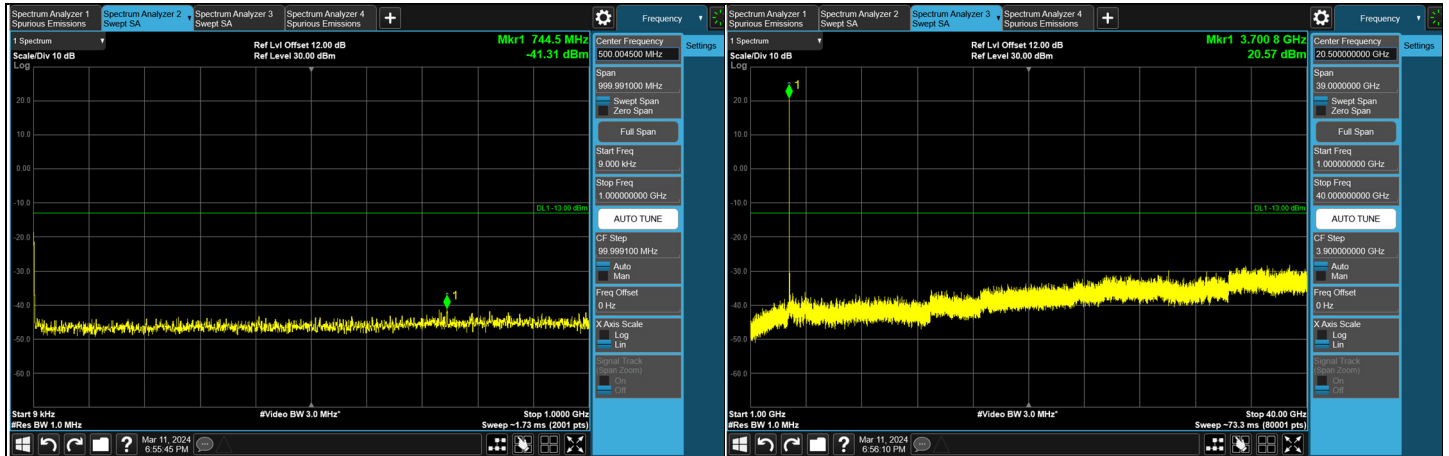 Spectrum Analyzer 1
Spurious Emissions
Spectrum Analyzer 2
Swept SA
Spectrum Analyzer 3
Swept SA
Spectrum Analyzer 4
Spurious Emissions
Frequency
1 Spectrum
Scale/Div 10 dB
Log
Ref Lvl Offset 12.00 dB
Ref Level 30.00 dBm
Mkr1 744.5 MHz
-41.31 dBm
1
20.0
10.0
0.00
-10.0
-20.0
-30.0
-40.0
-50.0
-60.0
DL1 -13.00 dBm
Start 9 kHz
#Res BW 1.0 MHz
#Video BW 3.0 MHz*
Stop 1.0000 GHz
Sweep ~1.73 ms (2001 pts)
Center Frequency
500.004500 MHz
Span
999.991000 MHz
Swept Span
Zero Span
Full Span
Start Freq
9.000 kHz
Stop Freq
1.000000000 GHz
AUTO TUNE
CF Step
99.999100 MHz
Auto
Man
Freq Offset
0 Hz
X Axis Scale
Log
Lin
Signal Track
(Span Zoom)
On
Off
Settings
?
Mar 11, 2024
6:55:45 PM
Spectrum Analyzer 1
Spurious Emissions
Spectrum Analyzer 2
Swept SA
Spectrum Analyzer 3
Swept SA
Spectrum Analyzer 4
Spurious Emissions
Frequency
1 Spectrum
Scale/Div 10 dB
Log
Ref Lvl Offset 12.00 dB
Ref Level 30.00 dBm
Mkr1 3.700 8 GHz
20.57 dBm
1
20.0
10.0
0.00
-10.0
-20.0
-30.0
-40.0
-50.0
-60.0
DL1 -13.00 dBm
Start 1.00 GHz
#Res BW 1.0 MHz
#Video BW 3.0 MHz*
Stop 40.00 GHz
Sweep ~73.3 ms (80001 pts)
Center Frequency
20.50000000 GHz
Span
39.0000000 GHz
Swept Span
Zero Span
Full Span
Start Freq
1.000000000 GHz
Stop Freq
40.000000000 GHz
AUTO TUNE
CF Step
3.900000000 GHz
Auto
Man
Freq Offset
0 Hz
X Axis Scale
Log
Lin
Signal Track
(Span Zoom)
On
Off
Settings
?
Mar 11, 2024
6:56:10 PM